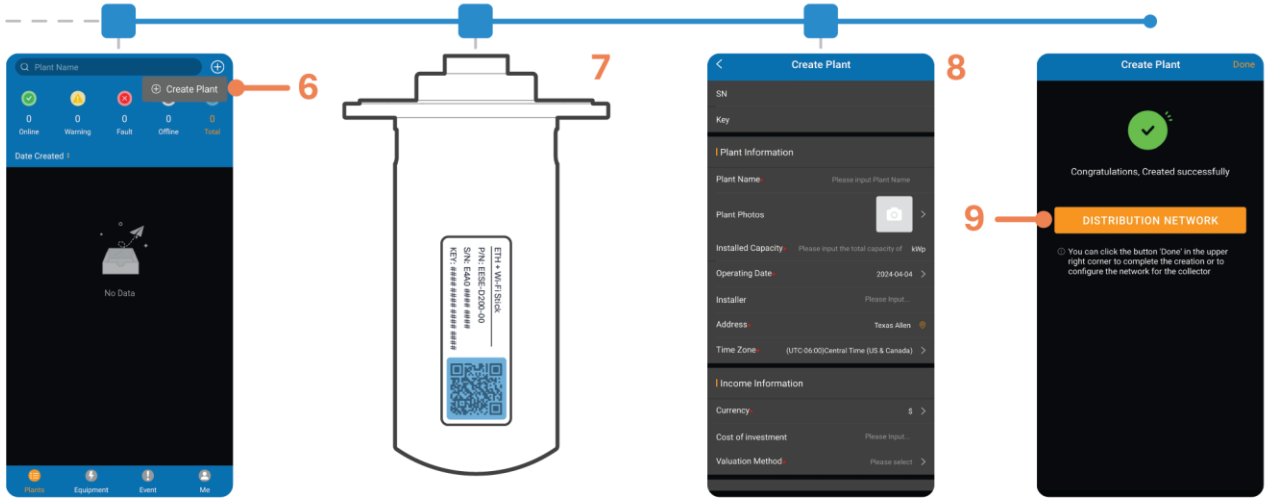 Plant Name
Create Plant
6
0 0 0 0 0
Online Warning Fault Offline Total
Date Created
No Data
Plants Equipment Event Me
7
ETH + Wi-Fi Stick
P/N: EESE-D200-00
S/N: E4A0 #### ####
KEY: #### #### #### ####
8
Create Plant
SN
Key
Plant Information
Plant Name* Please input Plant Name
Plant Photos
Installed Capacity* Please input the total capacity of kWp
Operating Date* 2024-04-04
Installer Please Input...
Address* Texas Allen
Time Zone* (UTC-06:00)Central Time (US & Canada)
Income Information
Currency* $
Cost of investment Please Input...
Valuation Method* Please select
Create Plant Done
Congratulations, Created successfully
9
DISTRIBUTION NETWORK
You can click the button 'Done' in the upper
right corner to complete the creation or to
configure the network for the collector